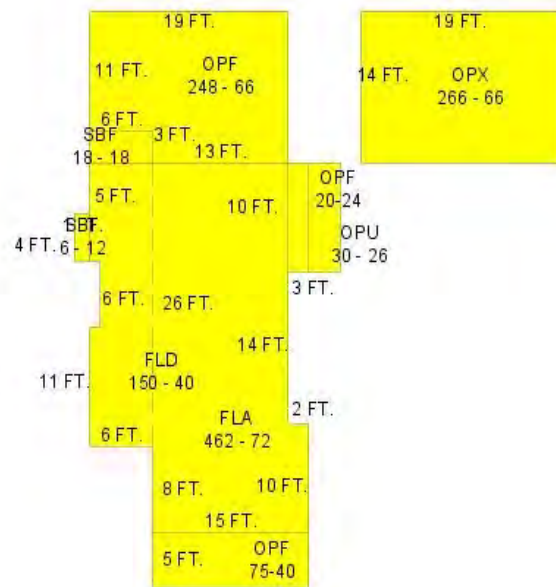 19 FT.
19 FT.
11 FT.
OPF
248 - 66
14 FT.
OPX
266 - 66
6 FT.
SBF
18 - 18
3 FT.
13 FT.
5 FT.
10 FT.
OPF
20-24
SBF
4 FT.
6 - 12
OPU
30 - 26
6 FT.
26 FT.
3 FT.
14 FT.
11 FT.
FLD
150 - 40
2 FT.
FLA
462 - 72
6 FT.
8 FT.
10 FT.
15 FT.
5 FT.
OPF
75-40